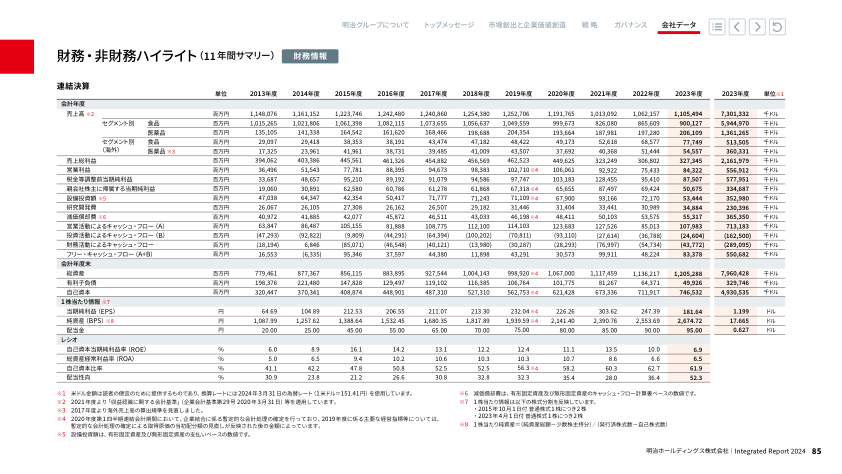 明治グループについて トップメッセージ 市場創出と企業価値創造 戦 略 ガバナンス 会社データ
財務・非財務ハイライト（11年間サマリー） 財務情報
連結決算
単位 2013年度 2014年度 2015年度 2016年度 2017年度 2018年度 2019年度 2020年度 2021年度 2022年度 2023年度 2023年度 単位※1
会計年度
売上高 ※2 百万円 1,148,076 1,161,152 1,223,746 1,242,480 1,240,860 1,254,380 1,252,706 1,191,765 1,013,092 1,062,157 1,105,494 7,301,332 千ドル
セグメント別 食品 百万円 1,015,265 1,021,806 1,061,398 1,082,115 1,073,655 1,056,637 1,049,559 999,673 826,080 865,609 900,127 5,944,970 千ドル
医薬品 百万円 135,105 141,338 164,542 161,620 168,466 198,688 204,354 193,664 187,981 197,280 206,109 1,361,265 千ドル
セグメント別 食品 百万円 29,097 29,418 38,353 38,191 43,474 47,182 48,422 49,173 52,618 58,577 77,749 513,505 千ドル
（海外） 医薬品 ※3 百万円 17,325 23,961 41,961 38,731 39,485 41,009 43,507 37,692 40,368 51,444 54,557 360,331 千ドル
売上総利益 百万円 394,062 403,386 445,561 461,326 454,882 456,569 462,523 449,625 323,249 306,802 327,345 2,161,979 千ドル
営業利益 百万円 36,496 51,543 77,781 88,395 94,673 98,383 102,710 ※4 106,061 92,922 75,433 84,322 556,912 千ドル
税金等調整前当期純利益 百万円 33,687 48,657 95,210 89,192 91,079 94,586 97,747 103,183 128,455 95,410 87,507 577,951 千ドル
親会社株主に帰属する当期純利益 百万円 19,060 30,891 62,580 60,786 61,278 61,868 67,318 ※4 65,655 87,497 69,424 50,675 334,687 千ドル
設備投資額 ※5 百万円 47,038 64,347 42,354 50,417 71,777 71,243 71,109 ※4 67,900 93,166 72,170 53,444 352,980 千ドル
研究開発費 百万円 26,067 26,105 27,308 26,162 26,507 29,182 31,446 31,404 33,441 30,989 34,884 230,396 千ドル
減価償却費 ※6 百万円 40,972 41,885 42,077 45,872 46,511 43,033 46,198 ※4 48,411 50,103 53,575 55,317 365,350 千ドル
営業活動によるキャッシュ・フロー（A） 百万円 63,847 86,487 105,155 81,888 108,775 112,100 114,103 123,683 127,526 85,013 107,983 713,183 千ドル
投資活動によるキャッシュ・フロー（B） 百万円 (47,293) (92,822) (9,809) (44,291) (64,394) (100,202) (70,811) (93,110) (27,614) (36,788) (24,604) (162,500) 千ドル
財務活動によるキャッシュ・フロー 百万円 (18,194) 6,846 (85,071) (46,548) (40,121) (13,980) (30,287) (28,293) (76,997) (54,734) (43,772) (289,095) 千ドル
フリー・キャッシュ・フロー（A+B） 百万円 16,553 (6,335) 95,346 37,597 44,380 11,898 43,291 30,573 99,911 48,224 83,378 550,682 千ドル
会計年度末
総資産 百万円 779,461 877,367 856,115 883,895 927,544 1,004,143 998,920 ※4 1,067,000 1,117,459 1,136,217 1,205,288 7,960,428 千ドル
有利子負債 百万円 198,376 221,480 147,828 129,497 119,102 116,385 106,764 101,775 81,267 64,371 49,926 329,746 千ドル
自己資本 百万円 320,447 370,341 408,874 448,901 487,310 527,310 562,753 ※4 621,428 673,336 711,917 746,532 4,930,535 千ドル
1株当たり情報 ※7
当期純利益（EPS） 円 64.69 104.89 212.53 206.55 211.07 213.30 232.04 ※4 226.26 303.62 247.39 181.64 1.199 ドル
純資産（BPS）※8 円 1,087.99 1,257.62 1,388.64 1,532.45 1,680.35 1,817.89 1,939.59 ※4 2,141.40 2,390.76 2,553.69 2,674.72 17.665 ドル
配当金 円 20.00 25.00 45.00 55.00 65.00 70.00 75.00 80.00 85.00 90.00 95.00 0.627 ドル
レシオ
自己資本当期純利益率（ROE） % 6.0 8.9 16.1 14.2 13.1 12.2 12.4 11.1 13.5 10.0 6.9
総資産経常利益率（ROA） % 5.0 6.5 9.4 10.2 10.6 10.3 10.3 10.7 8.6 6.6 6.5
自己資本比率 % 41.1 42.2 47.8 50.8 52.5 52.5 56.3 ※4 58.2 60.3 62.7 61.9
配当性向 % 30.9 23.8 21.2 26.6 30.8 32.8 32.3 35.4 28.0 36.4 52.3
※1 米ドル金額は読者の便宜のために提供するものであり、換算レートには2024年3月31日の為替レート（1米ドル=151.41円）を使用しています。
※2 2021年度より「収益認識に関する会計基準」（企業会計基準第29号 2020年3月31日）等を適用しています。
※3 2017年度より海外売上高の算出基準を見直しました。
※4 2020年度第1四半期連結会計期間において、企業結合に係る暫定的な会計処理の確定を行っており、2019年度に係る主要な経営指標等については、
暫定的な会計処理の確定による取得原価の当初配分額の見直しが反映された後の金額によっています。
※5 設備投資額は、有形固定資産及び無形固定資産の支払いベースの数値です。
※6 減価償却費は、有形固定資産及び無形固定資産のキャッシュ・フロー計算書ベースの数値です。
※7 1株当たり情報は以下の株式分割を反映しています。
・2015年10月1日付 普通株式1株につき2株
・2023年4月1日付 普通株式1株につき2株
※8 1株当たり純資産=（純資産総額−少数株主持分）/（発行済株式数−自己株式数）
明治ホールディングス株式会社 | Integrated Report 2024 85